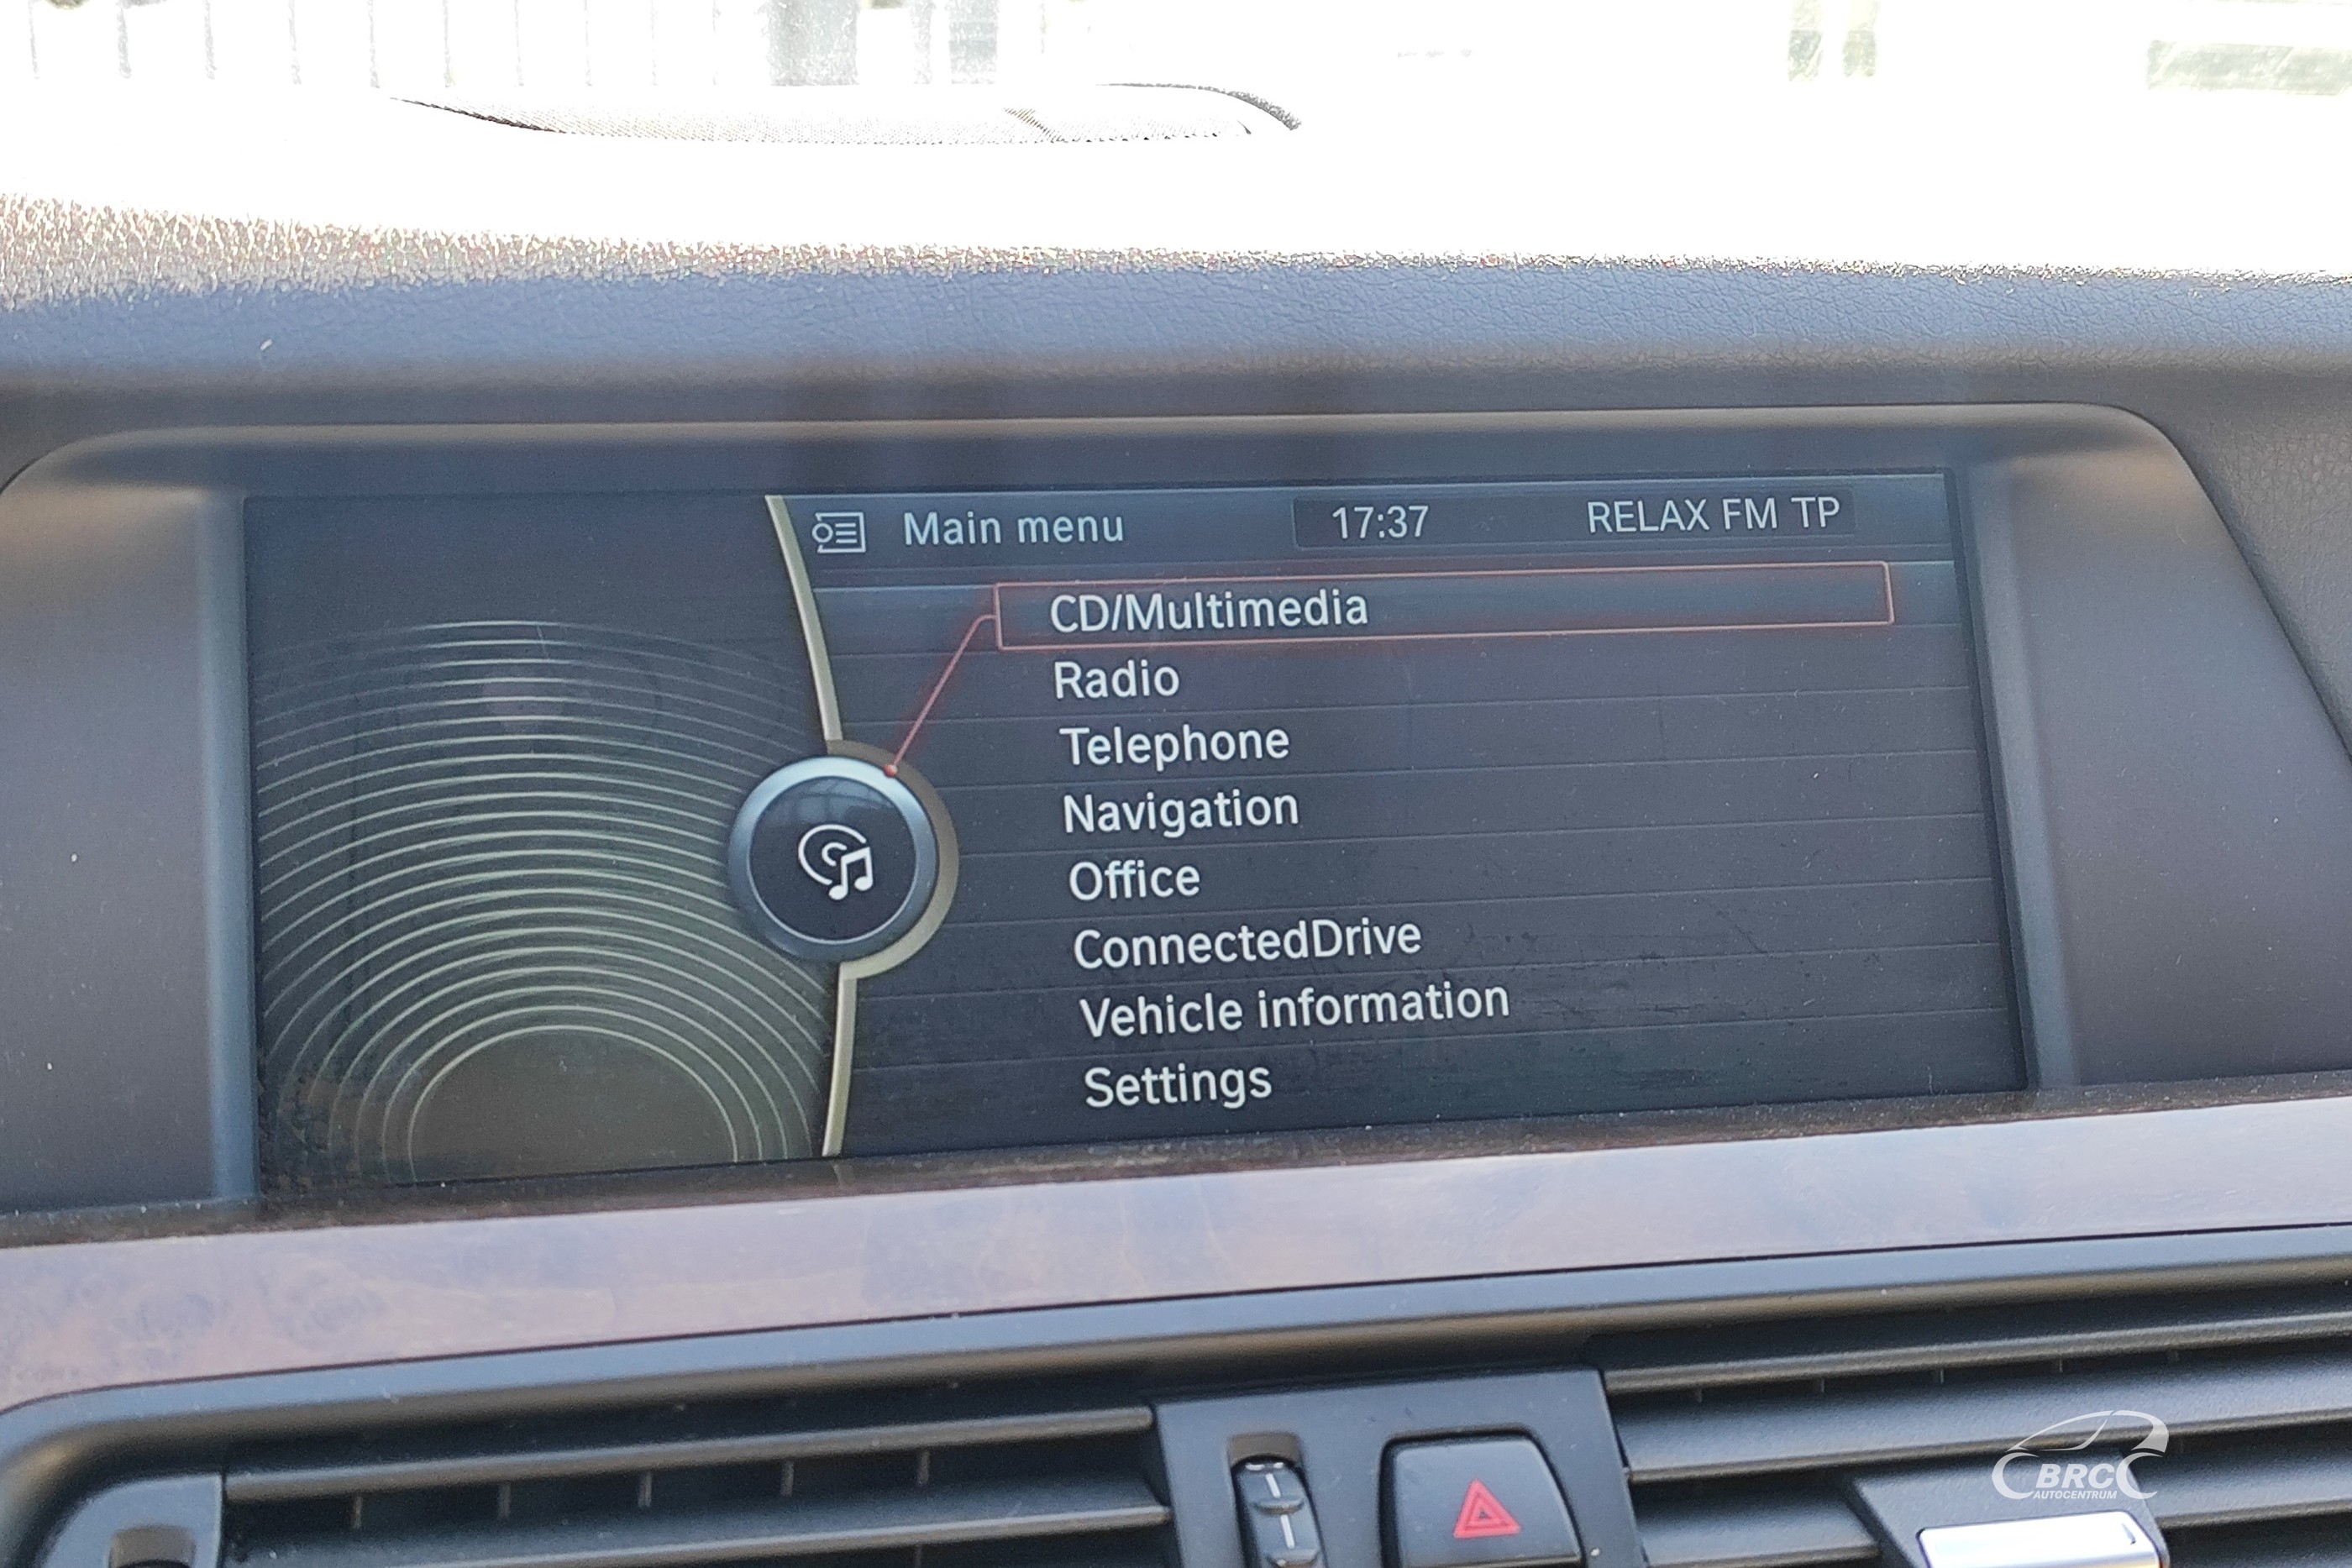 Main menu 17:37 RELAX FM TP
CD/Multimedia
Radio
Telephone
Navigation
Office
ConnectedDrive
Vehicle information
Settings
BRC
AUTOCENTRUM